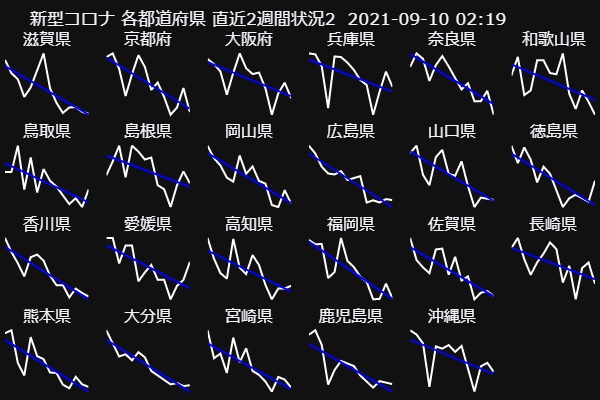 新型コロナ 各都道府県 直近2週間状況2 2021-09-10 02:19
滋賀県 京都府 大阪府 兵庫県 奈良県 和歌山県
鳥取県 島根県 岡山県 広島県 山口県 徳島県
香川県 愛媛県 高知県 福岡県 佐賀県 長崎県
熊本県 大分県 宮崎県 鹿児島県 沖縄県